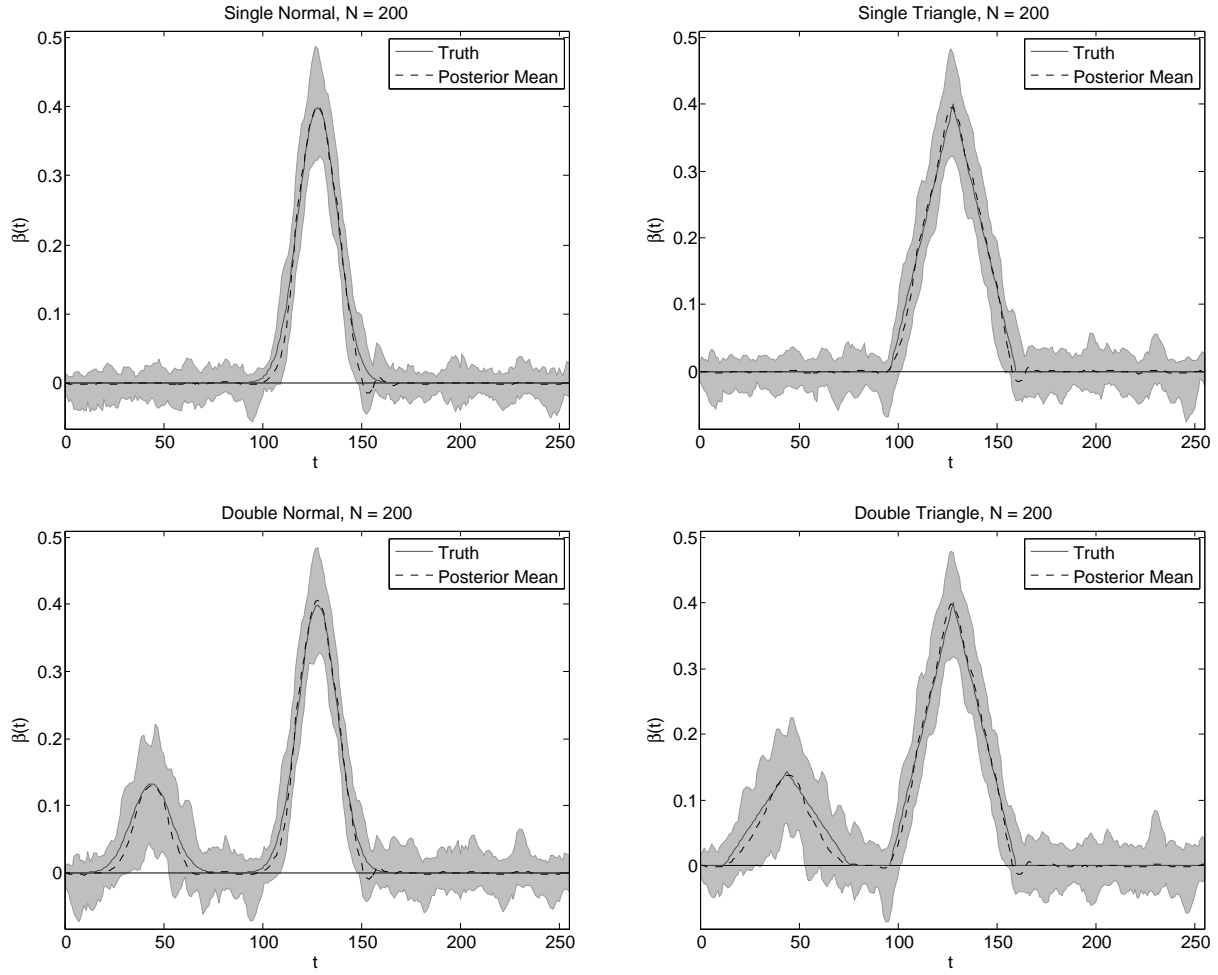 Single Normal, N = 200
0.5
0.4
0.3
0.2
0.1
0
β(t)
0 50 100 150 200 250
t
Truth
Posterior Mean
Single Triangle, N = 200
0.5
0.4
0.3
0.2
0.1
0
β(t)
0 50 100 150 200 250
t
Truth
Posterior Mean
Double Normal, N = 200
0.5
0.4
0.3
0.2
0.1
0
β(t)
0 50 100 150 200 250
t
Truth
Posterior Mean
Double Triangle, N = 200
0.5
0.4
0.3
0.2
0.1
0
β(t)
0 50 100 150 200 250
t
Truth
Posterior Mean